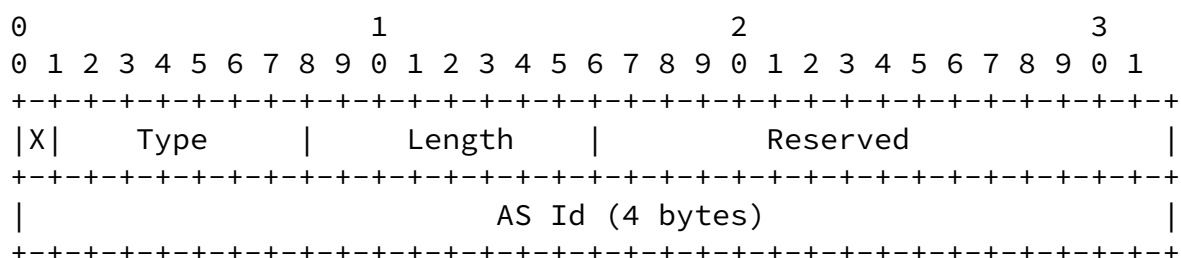 0                   1                   2                   3
0 1 2 3 4 5 6 7 8 9 0 1 2 3 4 5 6 7 8 9 0 1 2 3 4 5 6 7 8 9 0 1
+-+-+-+-+-+-+-+-+-+-+-+-+-+-+-+-+-+-+-+-+-+-+-+-+-+-+-+-+-+-+-+-+
|X|    Type     |     Length    |         Reserved              |
+-+-+-+-+-+-+-+-+-+-+-+-+-+-+-+-+-+-+-+-+-+-+-+-+-+-+-+-+-+-+-+-+
|                          AS Id (4 bytes)                      |
+-+-+-+-+-+-+-+-+-+-+-+-+-+-+-+-+-+-+-+-+-+-+-+-+-+-+-+-+-+-+-+-+